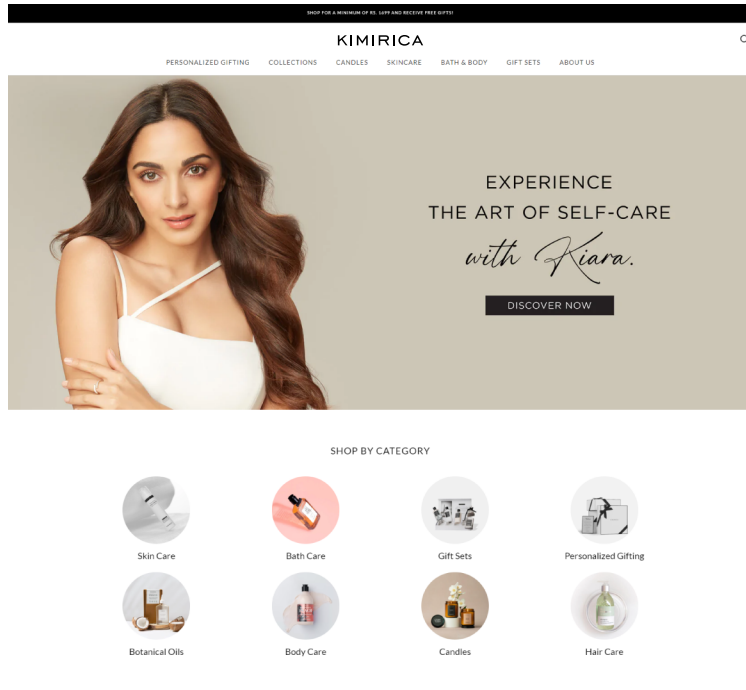 SHOP FOR A MINIMUM OF RS. 1699 AND RECEIVE FREE GIFTS!
KIMIRICA
PERSONALIZED GIFTING COLLECTIONS CANDLES SKINCARE BATH & BODY GIFT SETS ABOUT US
EXPERIENCE
THE ART OF SELF-CARE
with Kiara.
DISCOVER NOW
SHOP BY CATEGORY
Skin Care Bath Care Gift Sets Personalized Gifting
Botanical Oils Body Care Candles Hair Care